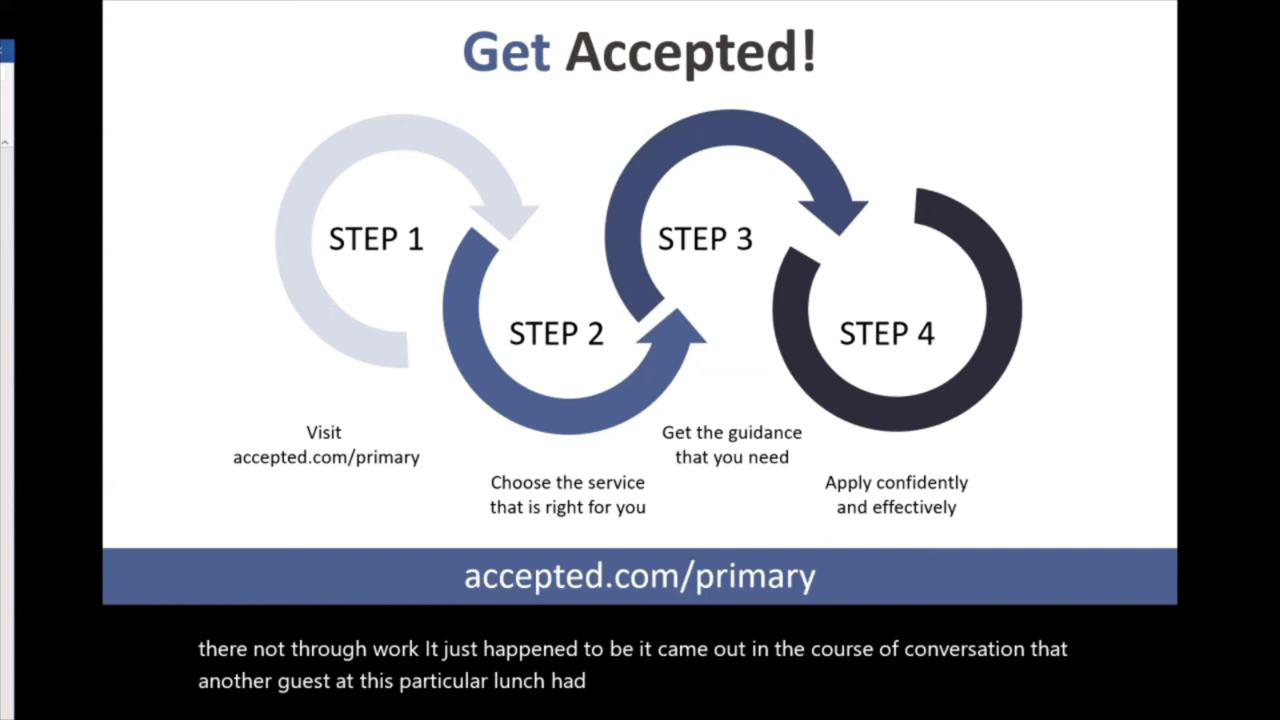 Get Accepted!
STEP 1
STEP 2
STEP 3
STEP 4
Visit
accepted.com/primary
Choose the service
that is right for you
Get the guidance
that you need
Apply confidently
and effectively
accepted.com/primary
there not through work It just happened to be it came out in the course of conversation that
another guest at this particular lunch had